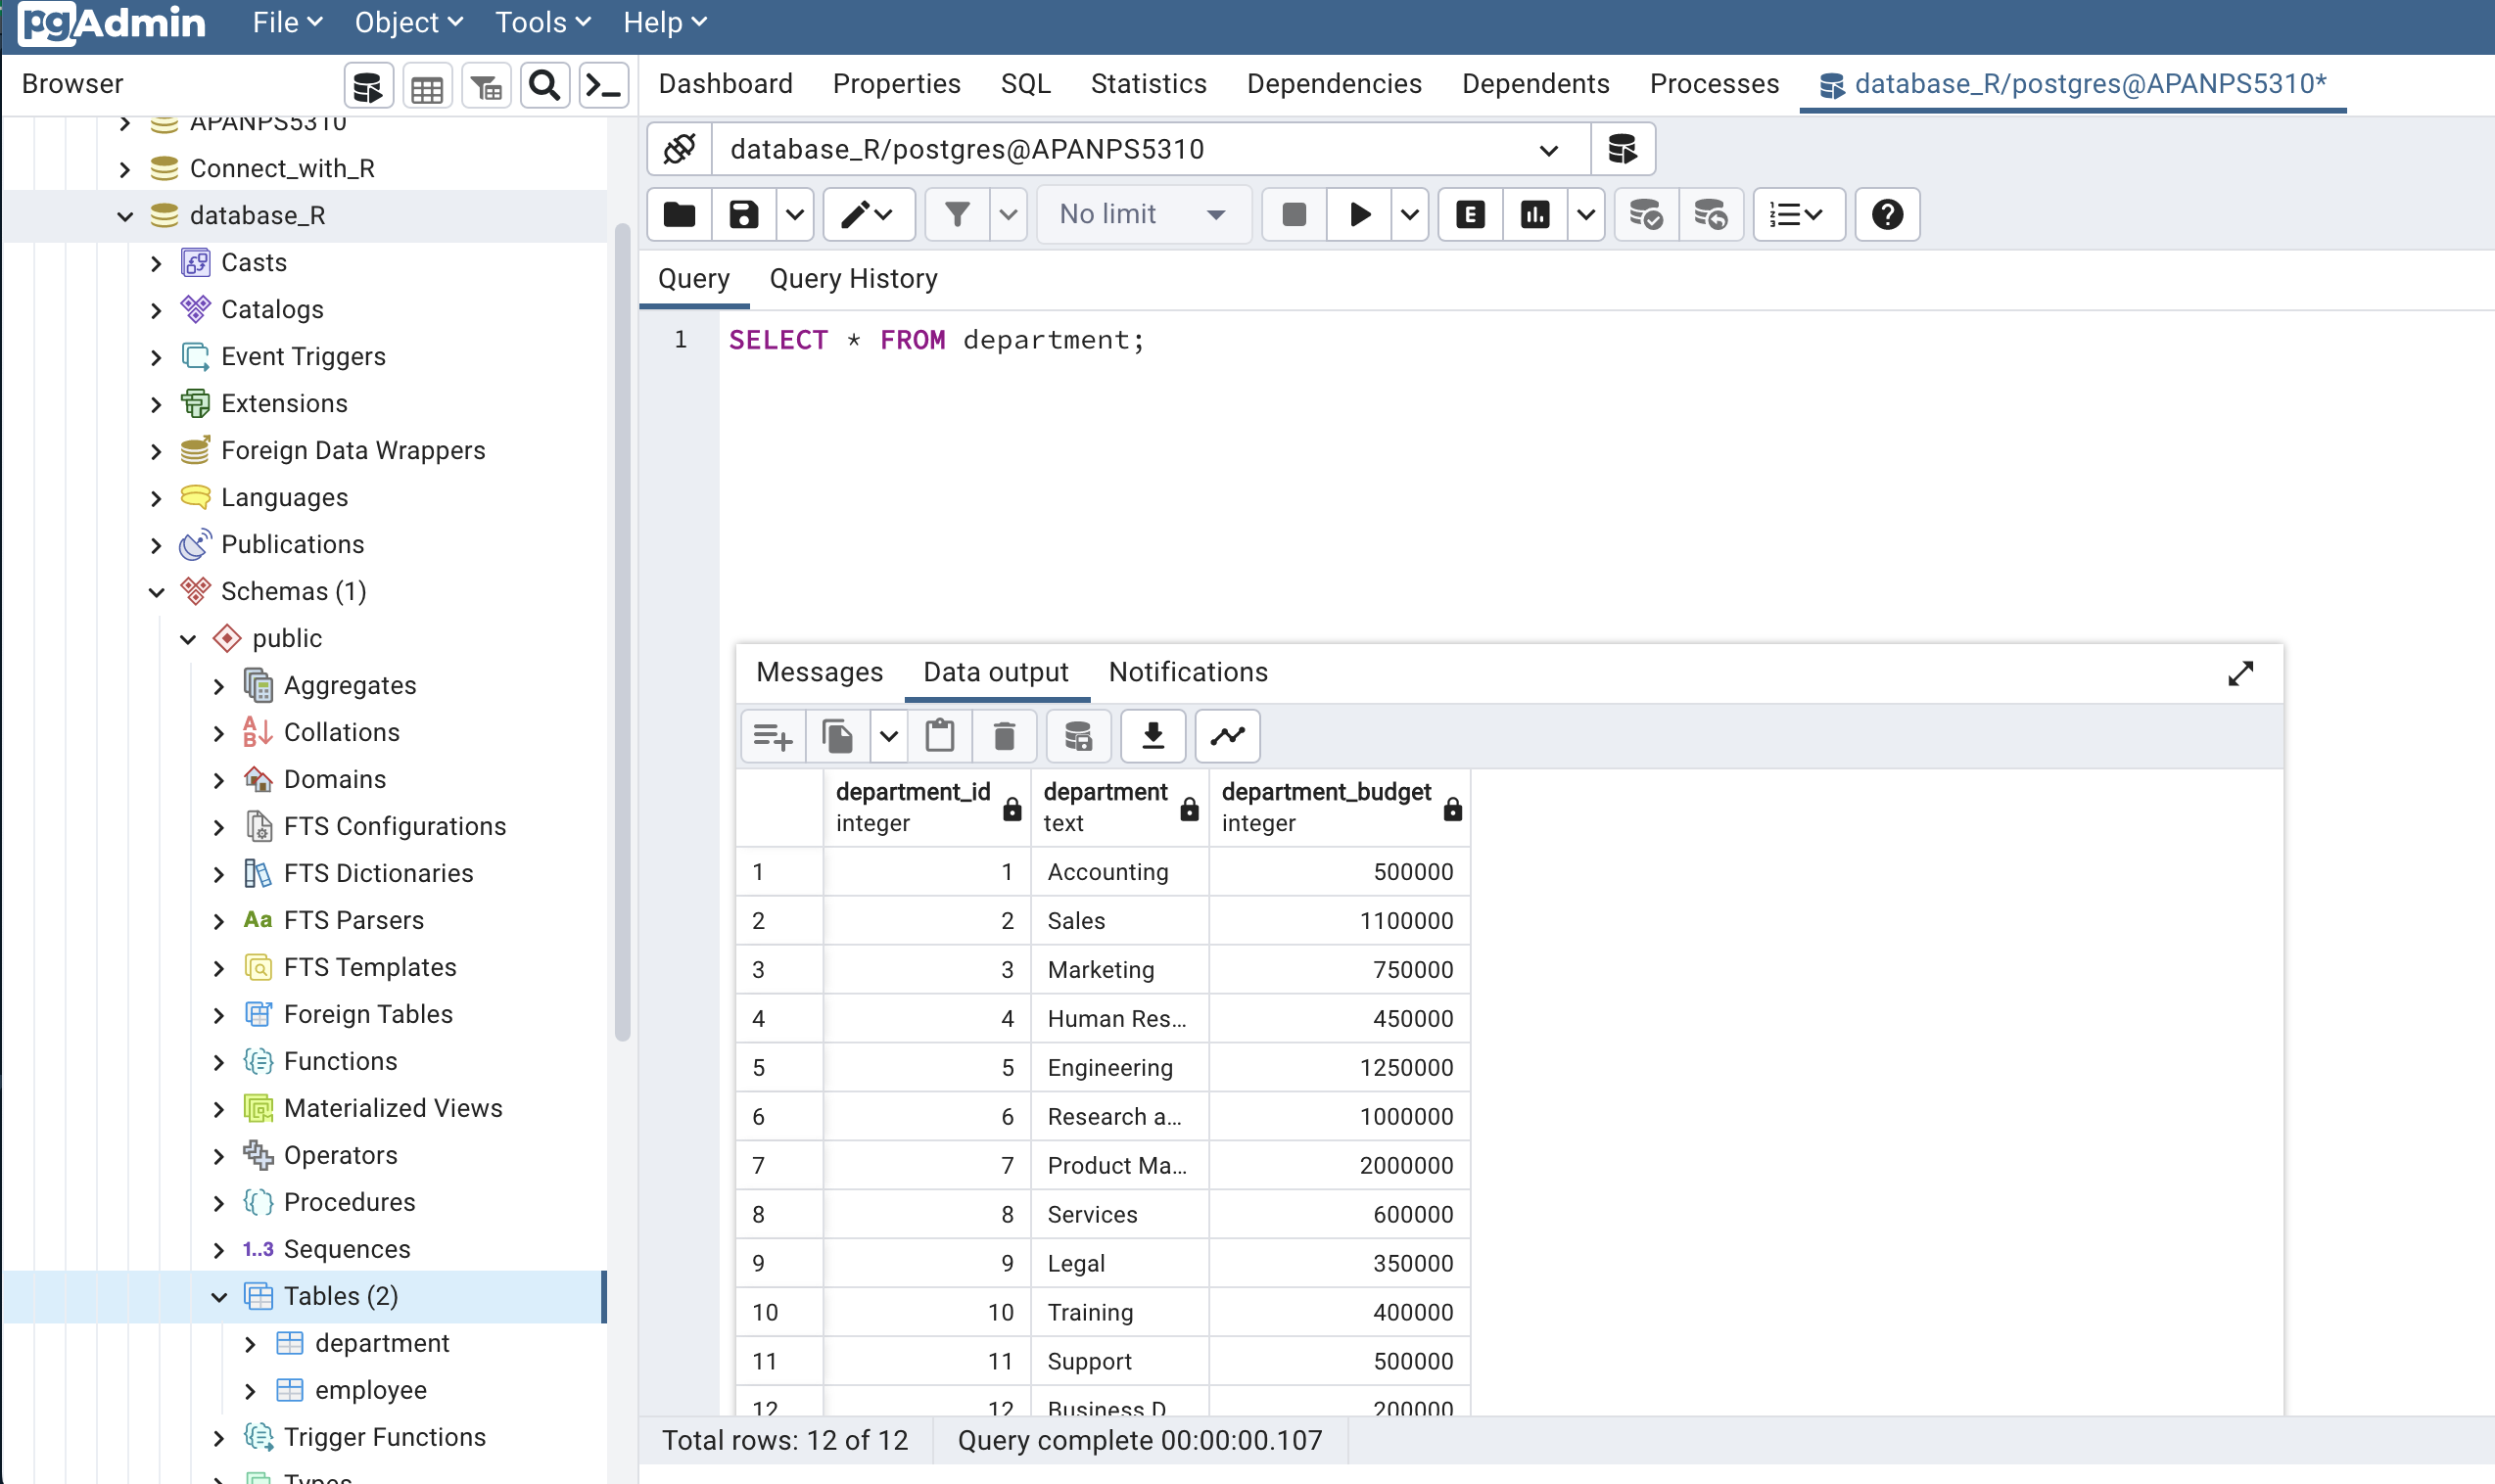 pgAdmin File Object Tools Help
Browser
Dashboard Properties SQL Statistics Dependencies Dependents Processes database_R/postgres@APANPS5310*
APANPS5310
Connect_with_R
database_R
Casts
Catalogs
Event Triggers
Extensions
Foreign Data Wrappers
Languages
Publications
Schemas (1)
public
Aggregates
Collations
Domains
FTS Configurations
FTS Dictionaries
Aa FTS Parsers
FTS Templates
Foreign Tables
Functions
Materialized Views
Operators
Procedures
1..3 Sequences
Tables (2)
department
employee
Trigger Functions
Types
database_R/postgres@APANPS5310
No limit E
Query Query History
1 SELECT * FROM department;
Messages Data output Notifications
department_id department department_budget
integer text integer
1 1 Accounting 500000
2 2 Sales 1100000
3 3 Marketing 750000
4 4 Human Res... 450000
5 5 Engineering 1250000
6 6 Research a... 1000000
7 7 Product Ma... 2000000
8 8 Services 600000
9 9 Legal 350000
10 10 Training 400000
11 11 Support 500000
12 12 Business D 200000
Total rows: 12 of 12 Query complete 00:00:00.107